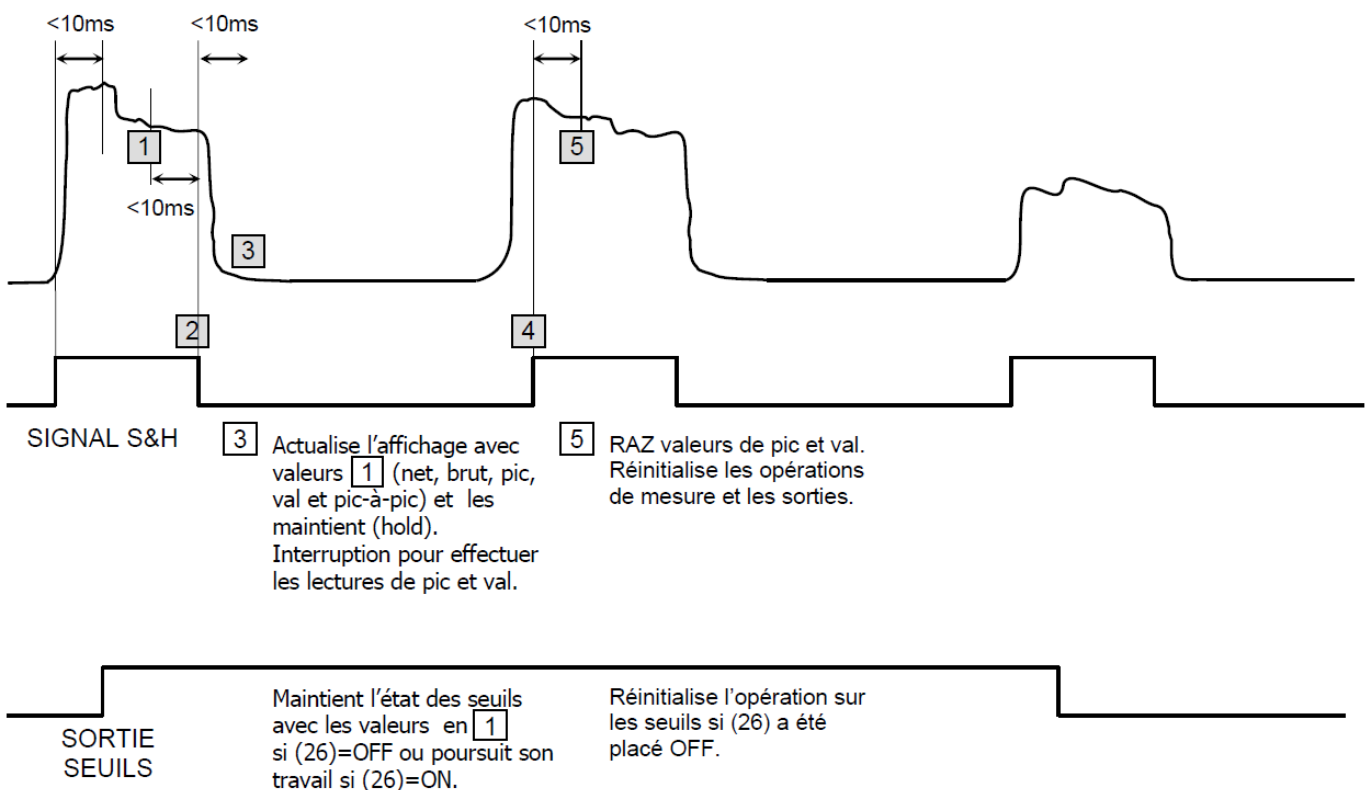 <10ms
<10ms
<10ms
1
5
<10ms
3
2
4
SIGNAL S&H
3 Actualise l'affichage avec
valeurs 1 (net, brut, pic,
val et pic-à-pic) et les
maintient (hold).
Interruption pour effectuer
les lectures de pic et val.
5 RAZ valeurs de pic et val.
Réinitialise les opérations
de mesure et les sorties.
SORTIE
SEUILS
Maintient l'état des seuils
avec les valeurs en 1
si (26)=OFF ou poursuit son
travail si (26)=ON.
Réinitialise l'opération sur
les seuils si (26) a été
placé OFF.